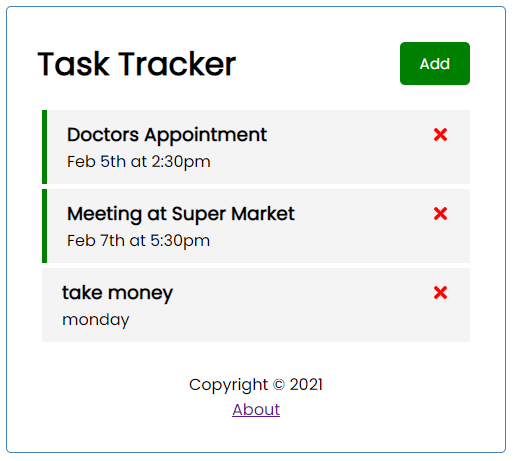 Task Tracker
Add
Doctors Appointment
Feb 5th at 2:30pm
Meeting at Super Market
Feb 7th at 5:30pm
take money
monday
Copyright © 2021
About